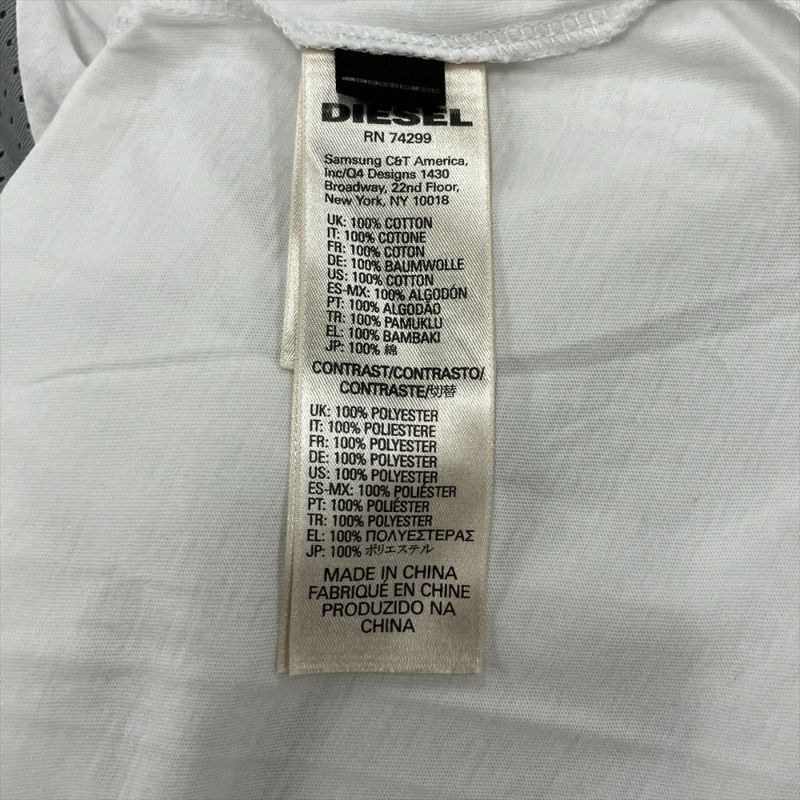 DIESEL
RN 74299
Samsung C&T America,
Inc/Q4 Designs 1430
Broadway, 22nd Floor,
New York, NY 10018
UK: 100% COTTON
IT: 100% COTONE
FR: 100% COTON
DE: 100% BAUMWOLLE
US: 100% COTTON
ES-MX: 100% ALGODÓN
PT: 100% ALGODÃO
TR: 100% PAMUKLU
EL: 100% BAMBAKI
JP: 100% 綿
CONTRAST/CONTRASTO/
CONTRASTE/切替
UK: 100% POLYESTER
IT: 100% POLIESTERE
FR: 100% POLYESTER
DE: 100% POLYESTER
US: 100% POLYESTER
ES-MX: 100% POLIÉSTER
PT: 100% POLYESTER
TR: 100% POLYESTER
EL: 100% ΠΟΛΥΕΣΤΕΡΑΣ
JP: 100% ポリエステル
MADE IN CHINA
FABRIQUÉ EN CHINE
PRODUZIDO NA
CHINA